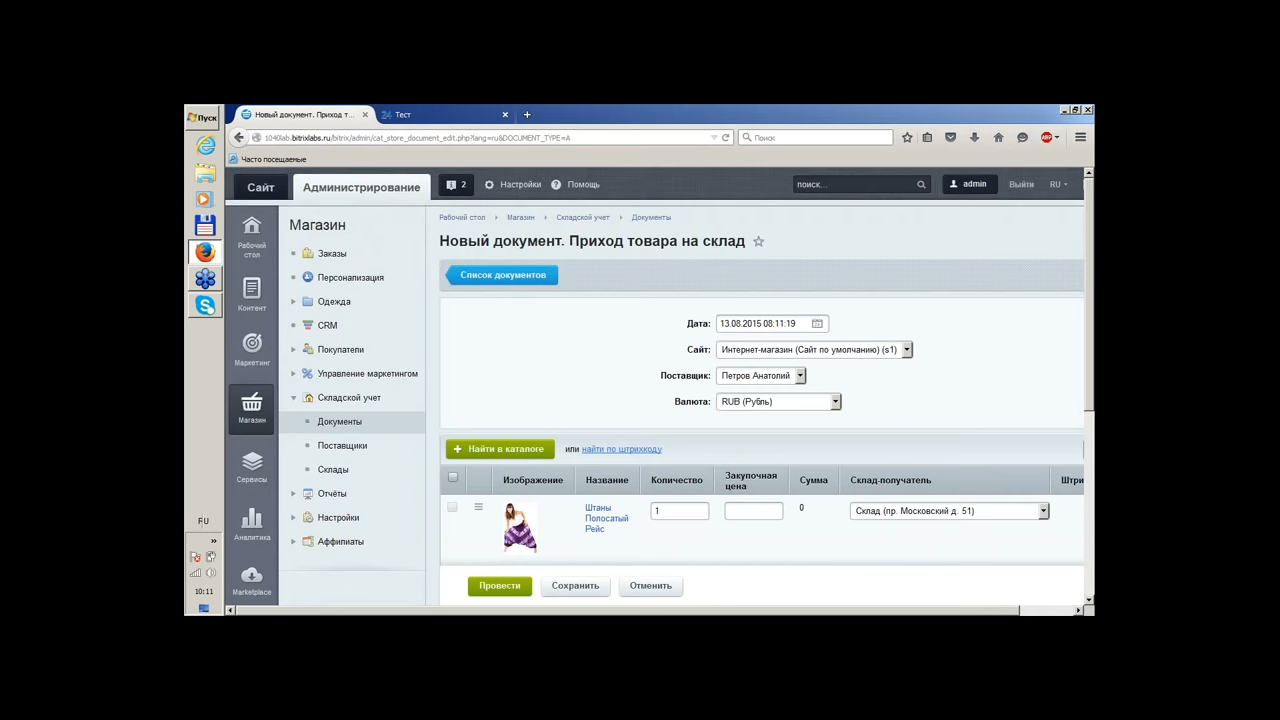 Пуск
Новый документ. Приход т...
Тест
1040lab.bitrixlabs.ru/bitrix/admin/cat_store_document_edit.php?lang=ru&DOCUMENT_TYPE=A
Поиск
ABP
Часто посещаемые
Сайт
Администрирование
2
Настройки
Помощь
поиск...
admin
Выйти
RU
Рабочий стол
Контент
Маркетинг
Магазин
Сервисы
Аналитика
Marketplace
Магазин
Заказы
Персонализация
Одежда
CRM
Покупатели
Управление маркетингом
Складской учет
Документы
Поставщики
Склады
Отчёты
Настройки
Аффилиаты
Рабочий стол
Магазин
Складской учет
Документы
Новый документ. Приход товара на склад
Список документов
Дата: 13.08.2015 08:11:19
Сайт: Интернет-магазин (Сайт по умолчанию) (s1)
Поставщик: Петров Анатолий
Валюта: RUB (Рубль)
+ Найти в каталоге или найти по штрихкоду
Изображение Название Количество Закупочная цена Сумма Склад-получатель Штри
Штаны
Полосатый
Рейс
1
0
Склад (пр. Московский д. 51)
Провести Сохранить Отменить
RU
»
10:11